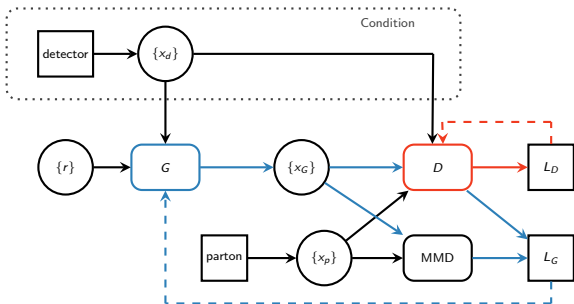 Condition
detector
{x_d}
{r}
G
{x_G}
D
L_D
parton
{x_p}
MMD
L_G